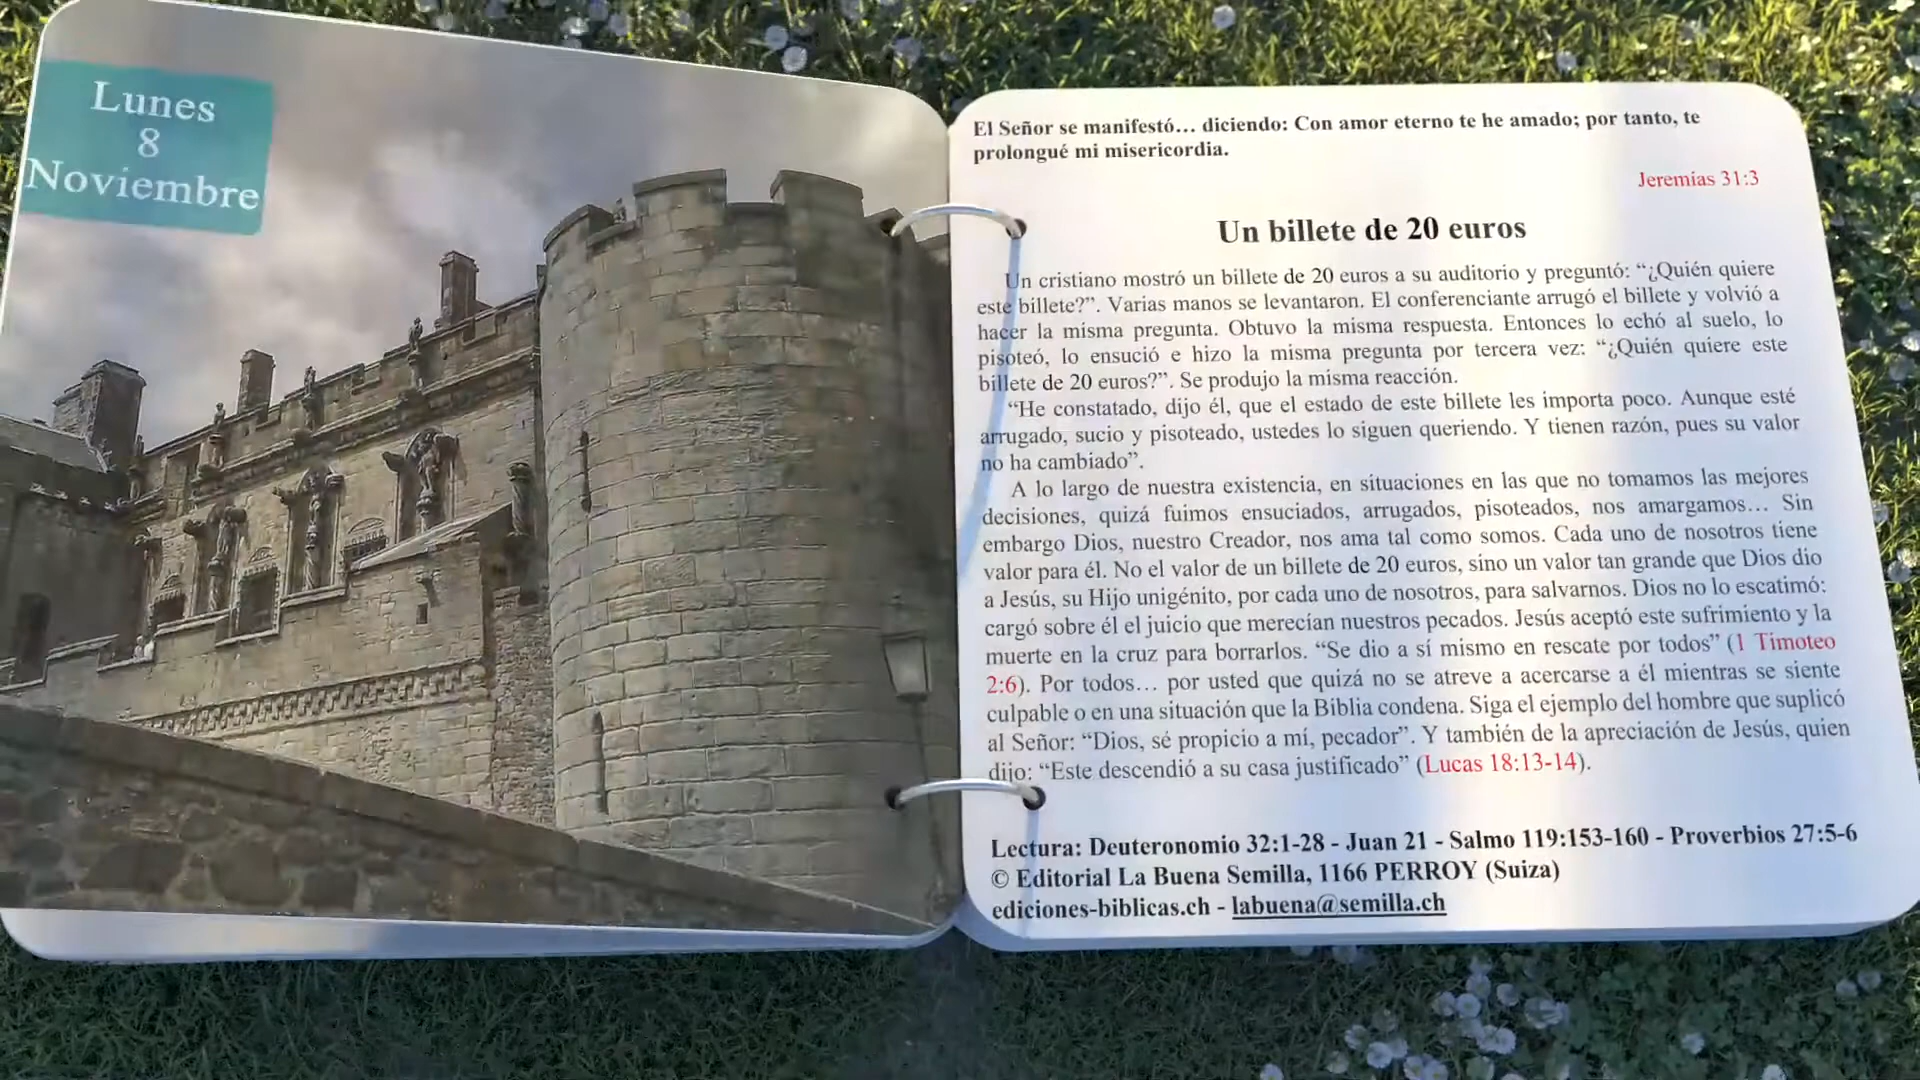 Lunes
8
Noviembre
El Señor se manifestó… diciendo: Con amor eterno te he amado; por tanto, te
prolongué mi misericordia.
Jeremías 31:3
Un billete de 20 euros
Un cristiano mostró un billete de 20 euros a su auditorio y preguntó: “¿Quién quiere
este billete?”. Varias manos se levantaron. El conferenciante arrugó el billete y volvió a
hacer la misma pregunta. Obtuvo la misma respuesta. Entonces lo echó al suelo, lo
pisoteó, lo ensució e hizo la misma pregunta por tercera vez: “¿Quién quiere este
billete de 20 euros?”. Se produjo la misma reacción.
“He constatado, dijo él, que el estado de este billete les importa poco. Aunque esté
arrugado, sucio y pisoteado, ustedes lo siguen queriendo. Y tienen razón, pues su valor
no ha cambiado”.
A lo largo de nuestra existencia, en situaciones en las que no tomamos las mejores
decisiones, quizá fuimos ensuciados, arrugados, pisoteados, nos amargamos… Sin
embargo Dios, nuestro Creador, nos ama tal como somos. Cada uno de nosotros tiene
valor para él. No el valor de un billete de 20 euros, sino un valor tan grande que Dios dio
a Jesús, su Hijo unigénito, por cada uno de nosotros, para salvarnos. Dios no lo escatimó:
cargó sobre él el juicio que merecían nuestros pecados. Jesús aceptó este sufrimiento y la
muerte en la cruz para borrarlos. “Se dio a sí mismo en rescate por todos” (1 Timoteo
2:6). Por todos… por usted que quizá no se atreve a acercarse a él mientras se siente
culpable o en una situación que la Biblia condena. Siga el ejemplo del hombre que suplicó
al Señor: “Dios, sé propicio a mí, pecador”. Y también de la apreciación de Jesús, quien
dijo: “Este descendió a su casa justificado” (Lucas 18:13-14).
Lectura: Deuteronomio 32:1-28 - Juan 21 - Salmo 119:153-160 - Proverbios 27:5-6
© Editorial La Buena Semilla, 1166 PERROY (Suiza)
ediciones-biblicas.ch - labuena@semilla.ch